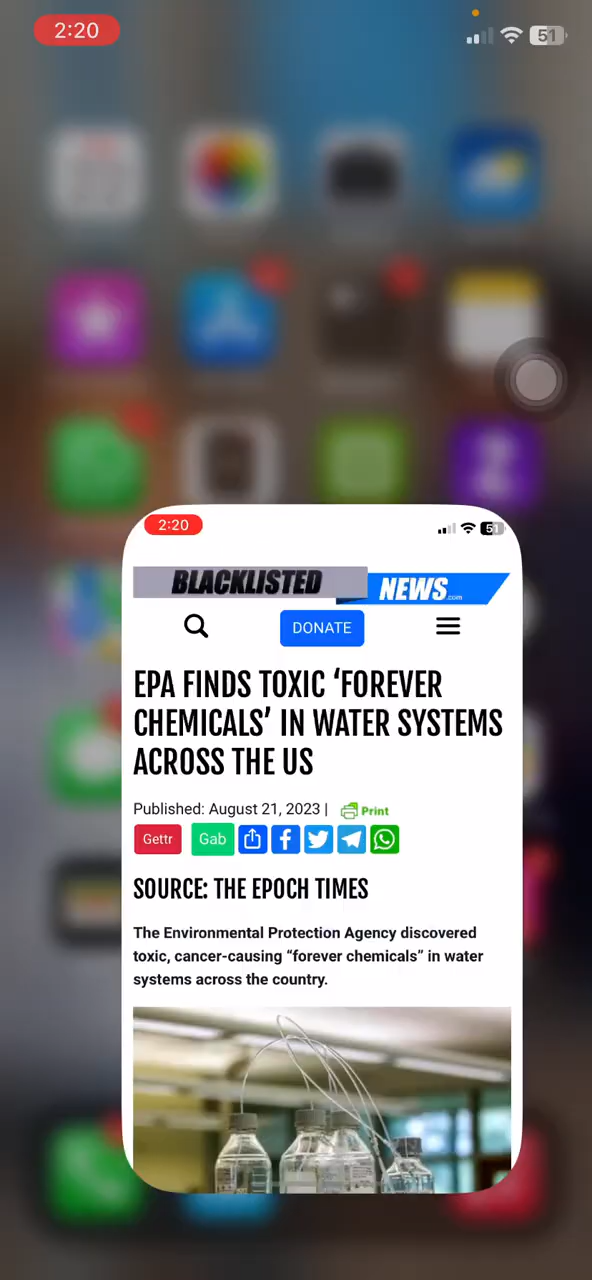 2:20
51
2:20
51
BLACKLISTED NEWS.com
DONATE
EPA FINDS TOXIC ‘FOREVER
CHEMICALS’ IN WATER SYSTEMS
ACROSS THE US
Published: August 21, 2023 | Print
Gettr Gab
SOURCE: THE EPOCH TIMES
The Environmental Protection Agency discovered
toxic, cancer-causing “forever chemicals” in water
systems across the country.